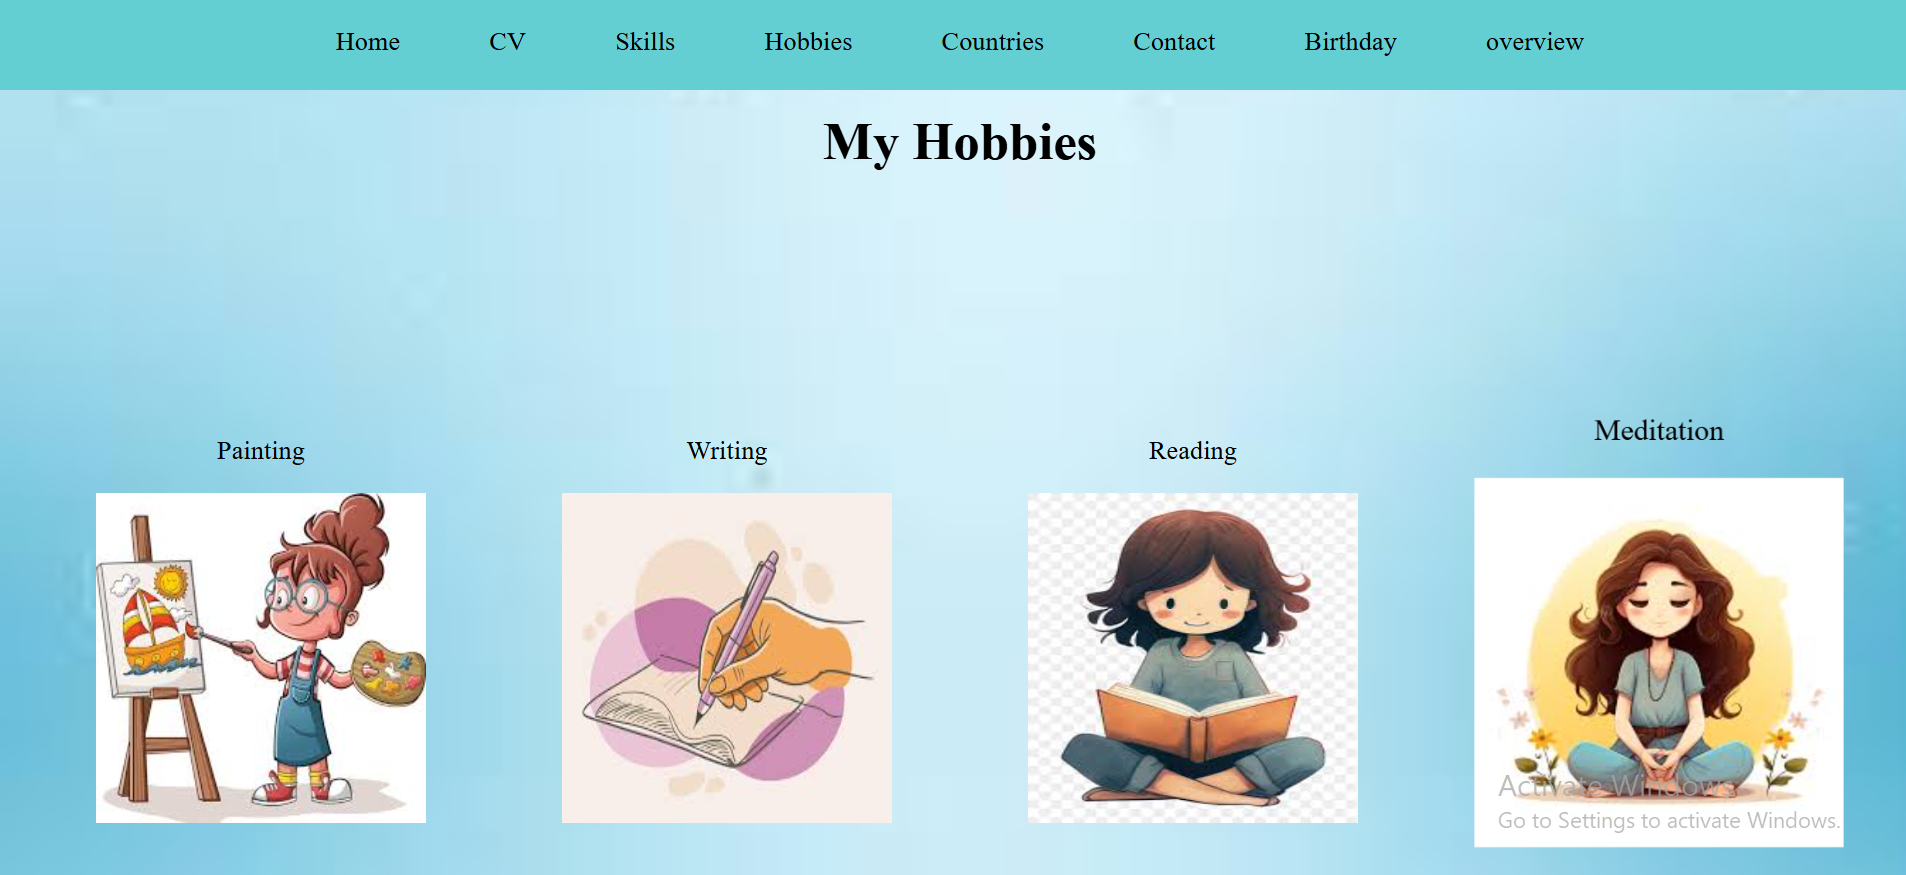 Home CV Skills Hobbies Countries Contact Birthday overview
My Hobbies
Painting Writing Reading Meditation
Activate Windows
Go to Settings to activate Windows.